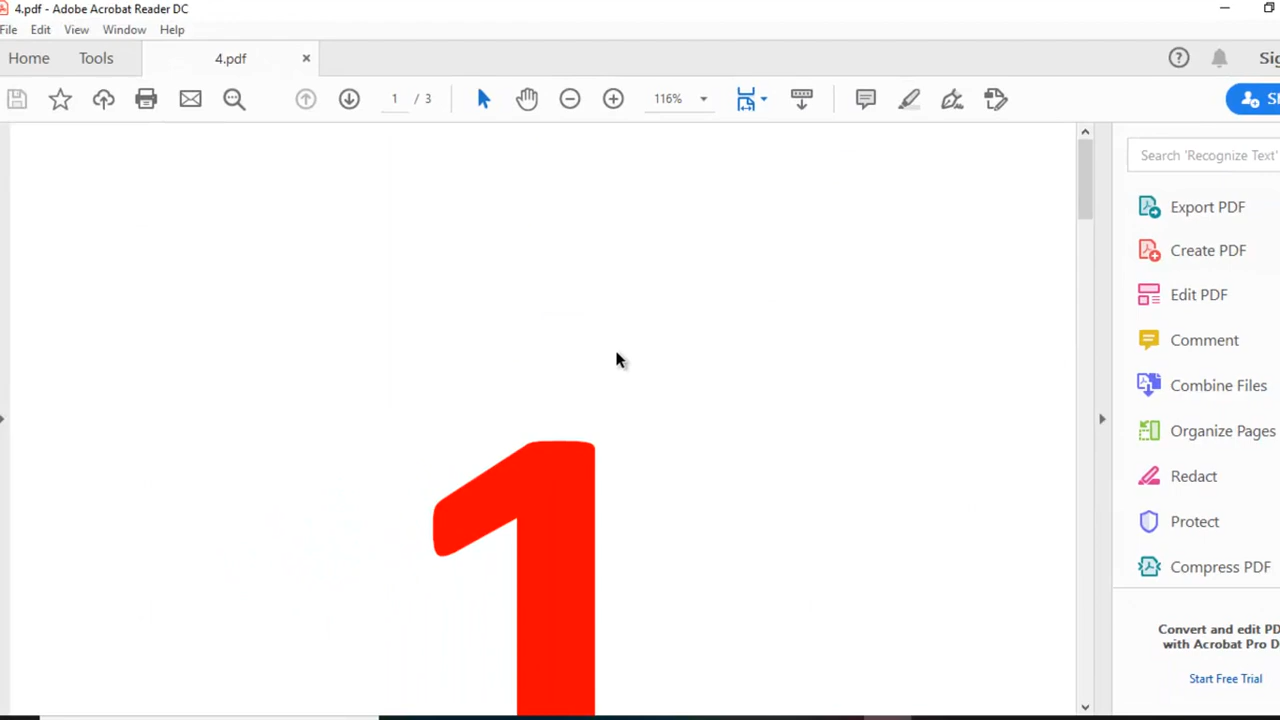 4.pdf - Adobe Acrobat Reader DC
File Edit View Window Help
Home Tools 4.pdf ×
1 / 3 116%
Search 'Recognize Text'
Export PDF
Create PDF
Edit PDF
Comment
Combine Files
Organize Pages
Redact
Protect
Compress PDF
1
Convert and edit PD
with Acrobat Pro D
Start Free Trial